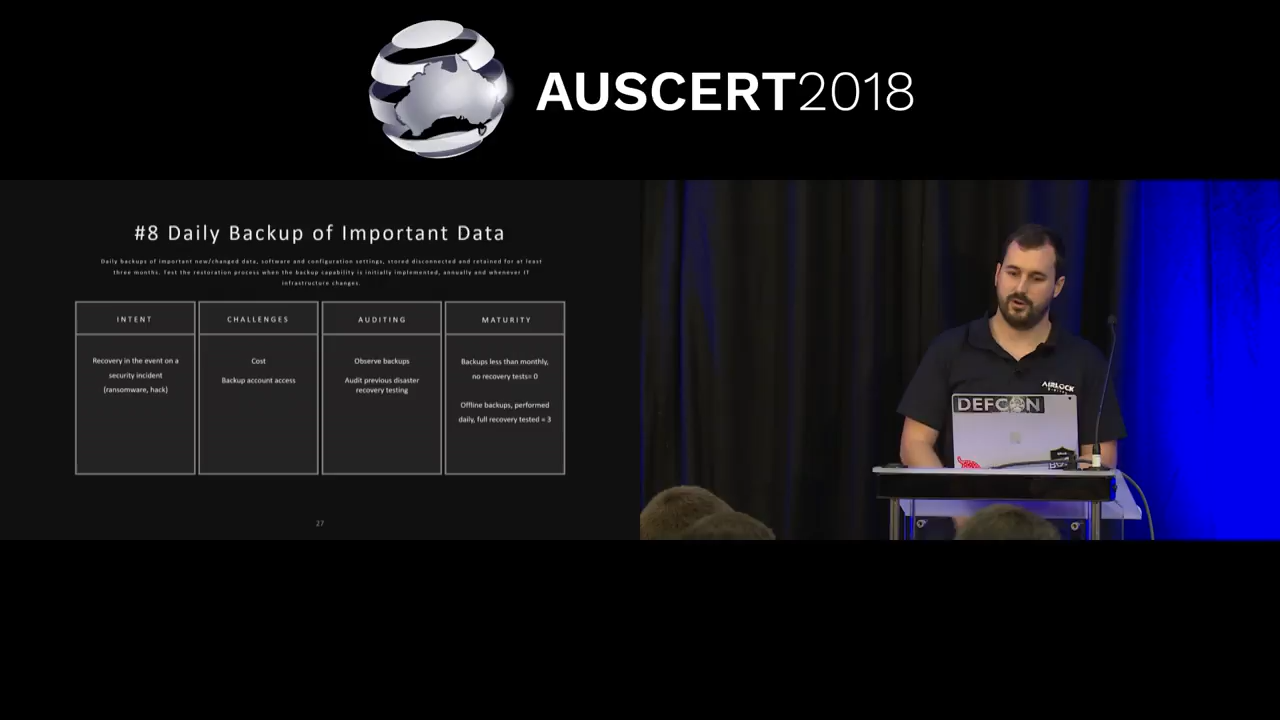 AUSCERT2018
#8 Daily Backup of Important Data
Daily backups of important new/changed data, software and configuration settings, stored disconnected and retained for at least
three months. Test the restoration process when the backup capability is initially implemented, annually and whenever IT
infrastructure changes.
INTENT
Recovery in the event on a
security incident
(ransomware, hack)
CHALLENGES
Cost
Backup account access
AUDITING
Observe backups
Audit previous disaster
recovery testing
MATURITY
Backups less than monthly,
no recovery tests= 0
Offline backups, performed
daily, full recovery tested = 3
27
AIRLOCK
DEFCON